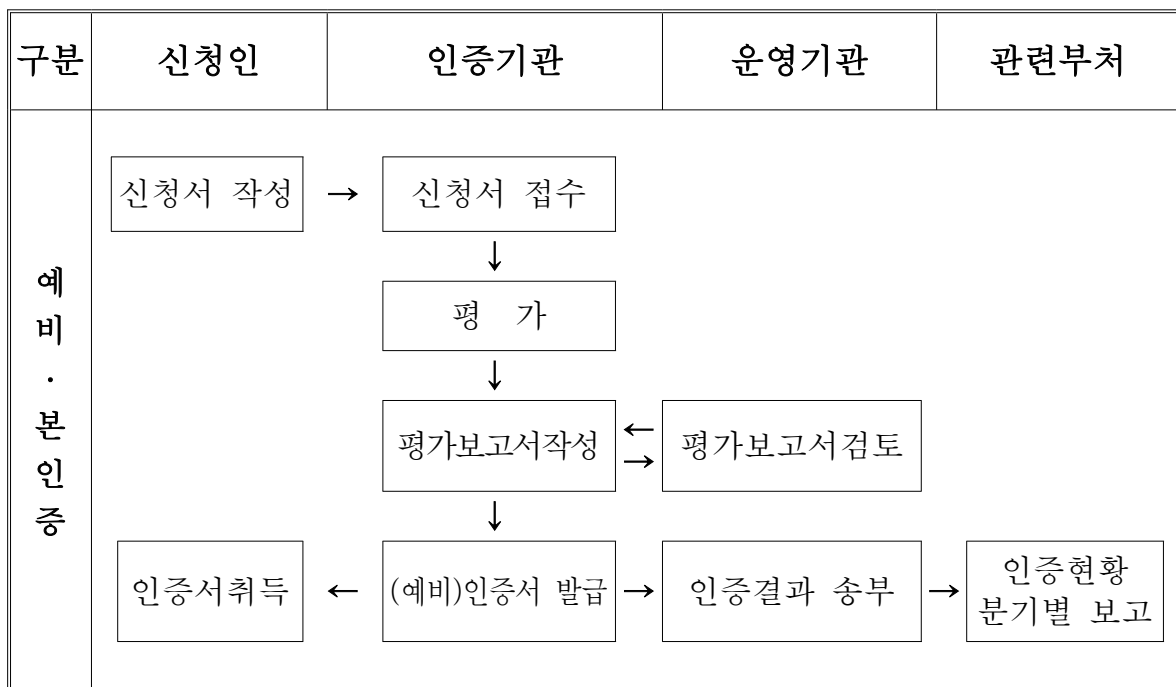 구분 신청인 인증기관 운영기관 관련부처
예
비
·
본
인
증
신청서 작성 → 신청서 접수
↓
평 가
↓
평가보고서작성 ← → 평가보고서검토
↓
인증서취득 ← (예비)인증서 발급 → 인증결과 송부 → 인증현황
분기별 보고